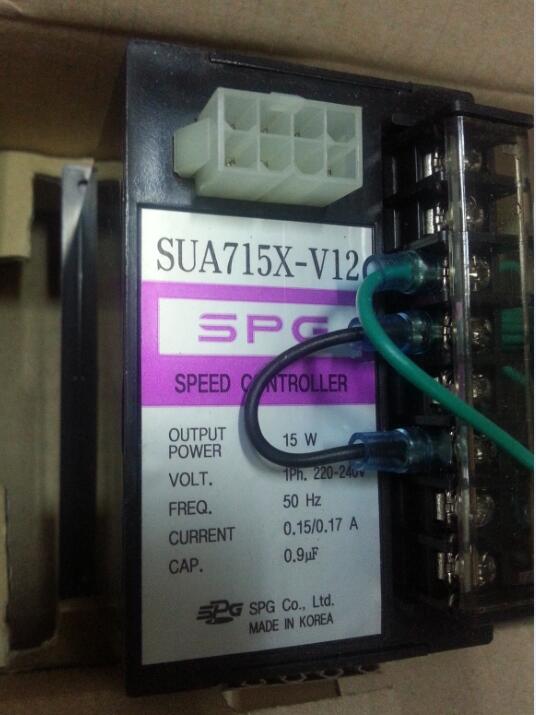 SUA715X-V12
SPG
SPEED CONTROLLER
OUTPUT POWER 15 W
VOLT. 1Ph. 220-240V
FREQ. 50 Hz
CURRENT 0.15/0.17 A
CAP. 0.9µF
SPG SPG Co., Ltd.
MADE IN KOREA